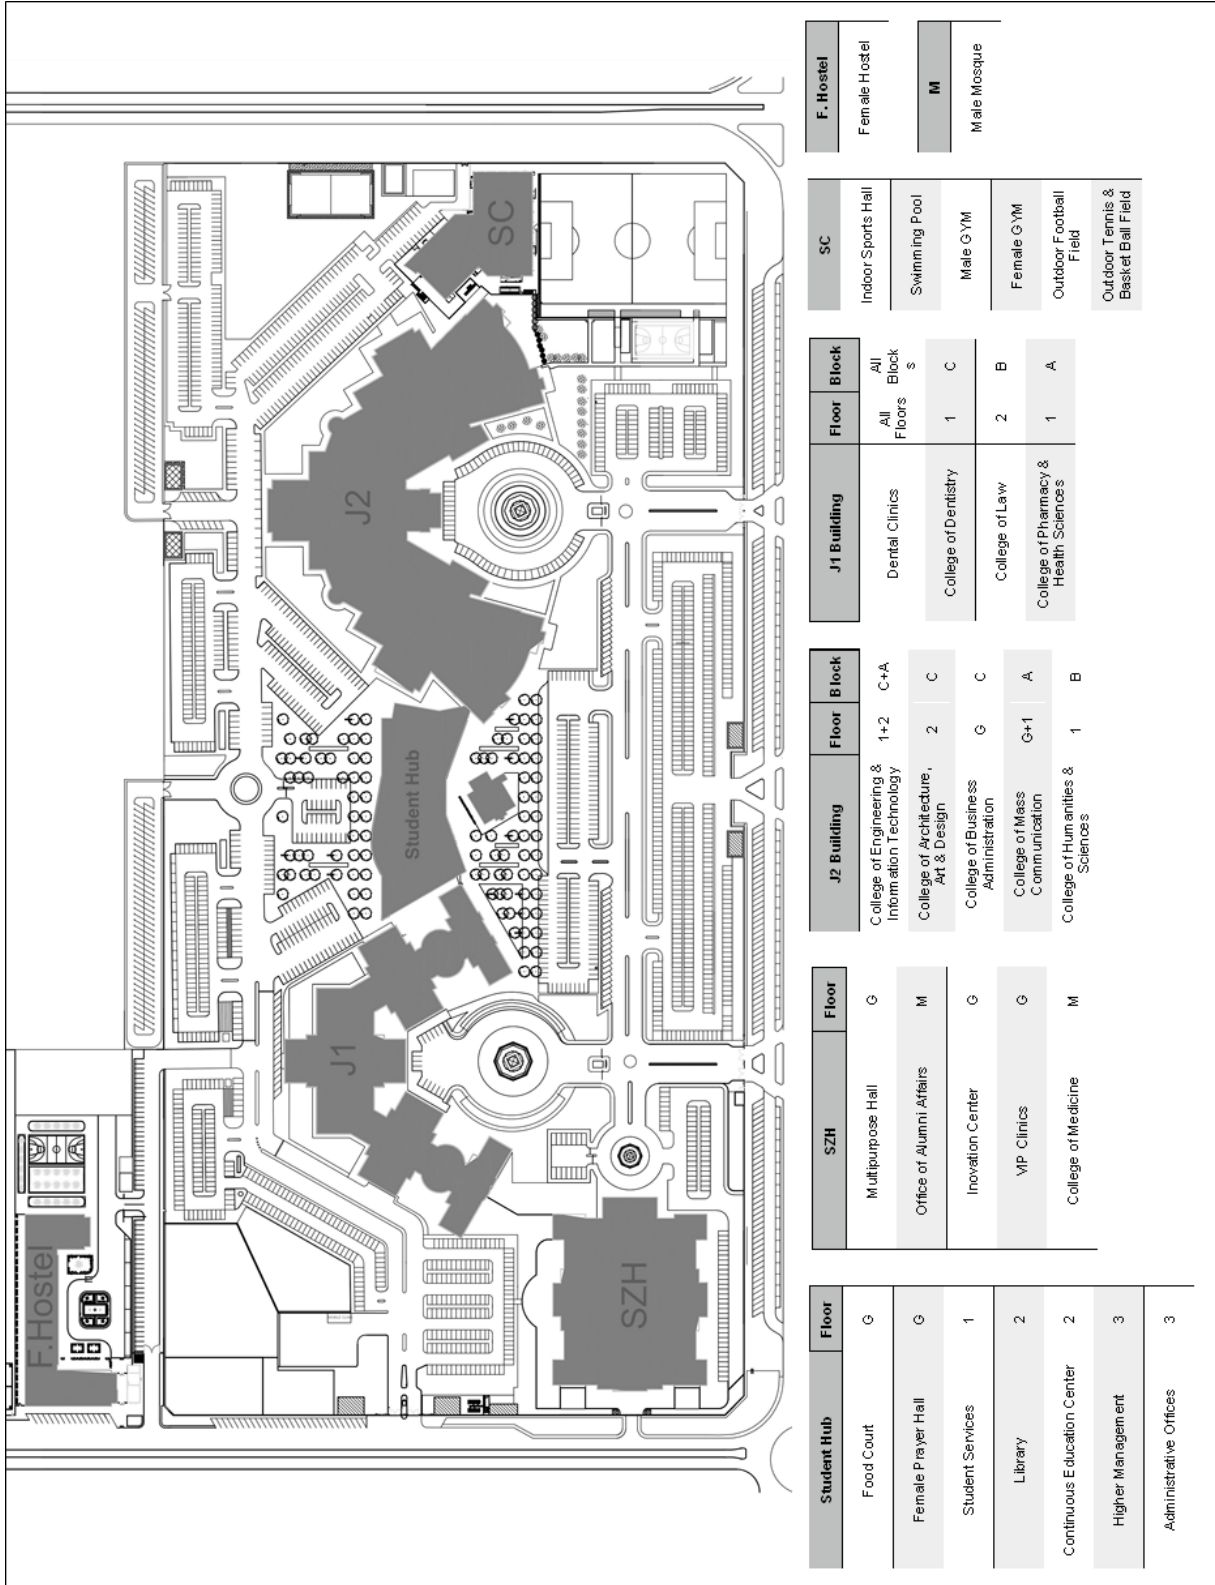 F.Hostel
SZH
J1
Student Hub
J2
SC
Student Hub Floor
Food Court G
Female Prayer Hall G
Student Services 1
Library 2
Continuous Education Center 2
Higher Management 3
Administrative Offices 3
SZH Floor
Multipurpose Hall G
Office of Alumni Affairs M
Inovation Center G
VIP Clinics G
College of Medicine M
J2 Building Floor Block
College of Engineering &
Information Technology 1+2 C+A
College of Architecture,
Art & Design 2 C
College of Business
Administration G C
College of Mass
Communication G+1 A
College of Humanities &
Sciences 1 B
J1 Building Floor Block
Dental Clinics All
Floors All
Block
s
College of Dentistry 1 C
College of Law 2 B
College of Pharmacy &
Health Sciences 1 A
SC
Indoor Sports Hall
Swimming Pool
Male GYM
Female GYM
Outdoor Football
Field
Outdoor Tennis &
Basket Ball Field
F. Hostel
Female Hostel
M
Male Mosque